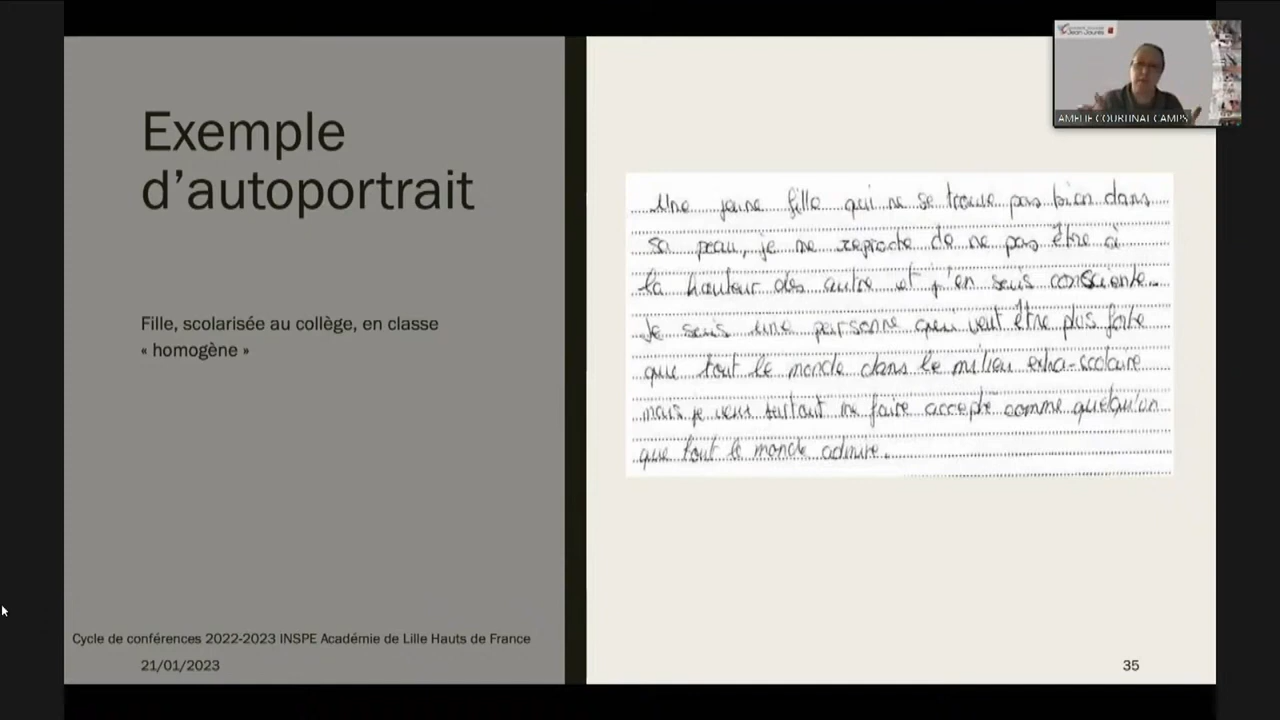 Exemple
d’autoportrait
Fille, scolarisée au collège, en classe
« homogène »
Cycle de conférences 2022-2023 INSPE Académie de Lille Hauts de France
21/01/2023
Jean Jaurès
AMELIE COURTINAT CAMPS
Une jeune fille qui ne se trouve pas bien dans
sa peau, je me reproche de ne pas être à
la hauteur des autre et j'en suis consciente.
Je suis une personne qui veut être plus forte
que tout le monde dans le milieu extra-scolaire
mais je veux surtout me faire accepté comme quelqu'un
que tout le monde admire.
35